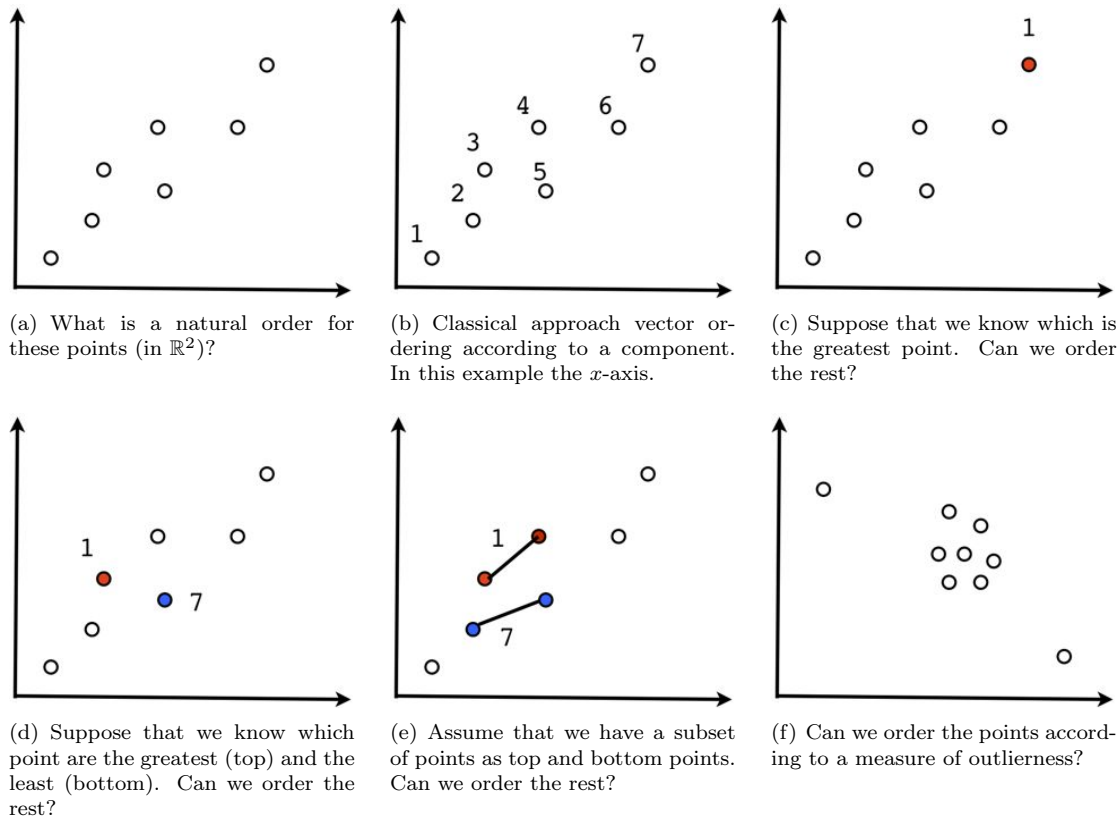 7
1
4
6
3
5
2
1
(a) What is a natural order for
these points (in ℝ²)?
(b) Classical approach vector or-
dering according to a component.
In this example the x-axis.
(c) Suppose that we know which is
the greatest point. Can we order
the rest?
1
7
1
7
(d) Suppose that we know which
point are the greatest (top) and the
least (bottom). Can we order the
rest?
(e) Assume that we have a subset
of points as top and bottom points.
Can we order the rest?
(f) Can we order the points accord-
ing to a measure of outlierness?